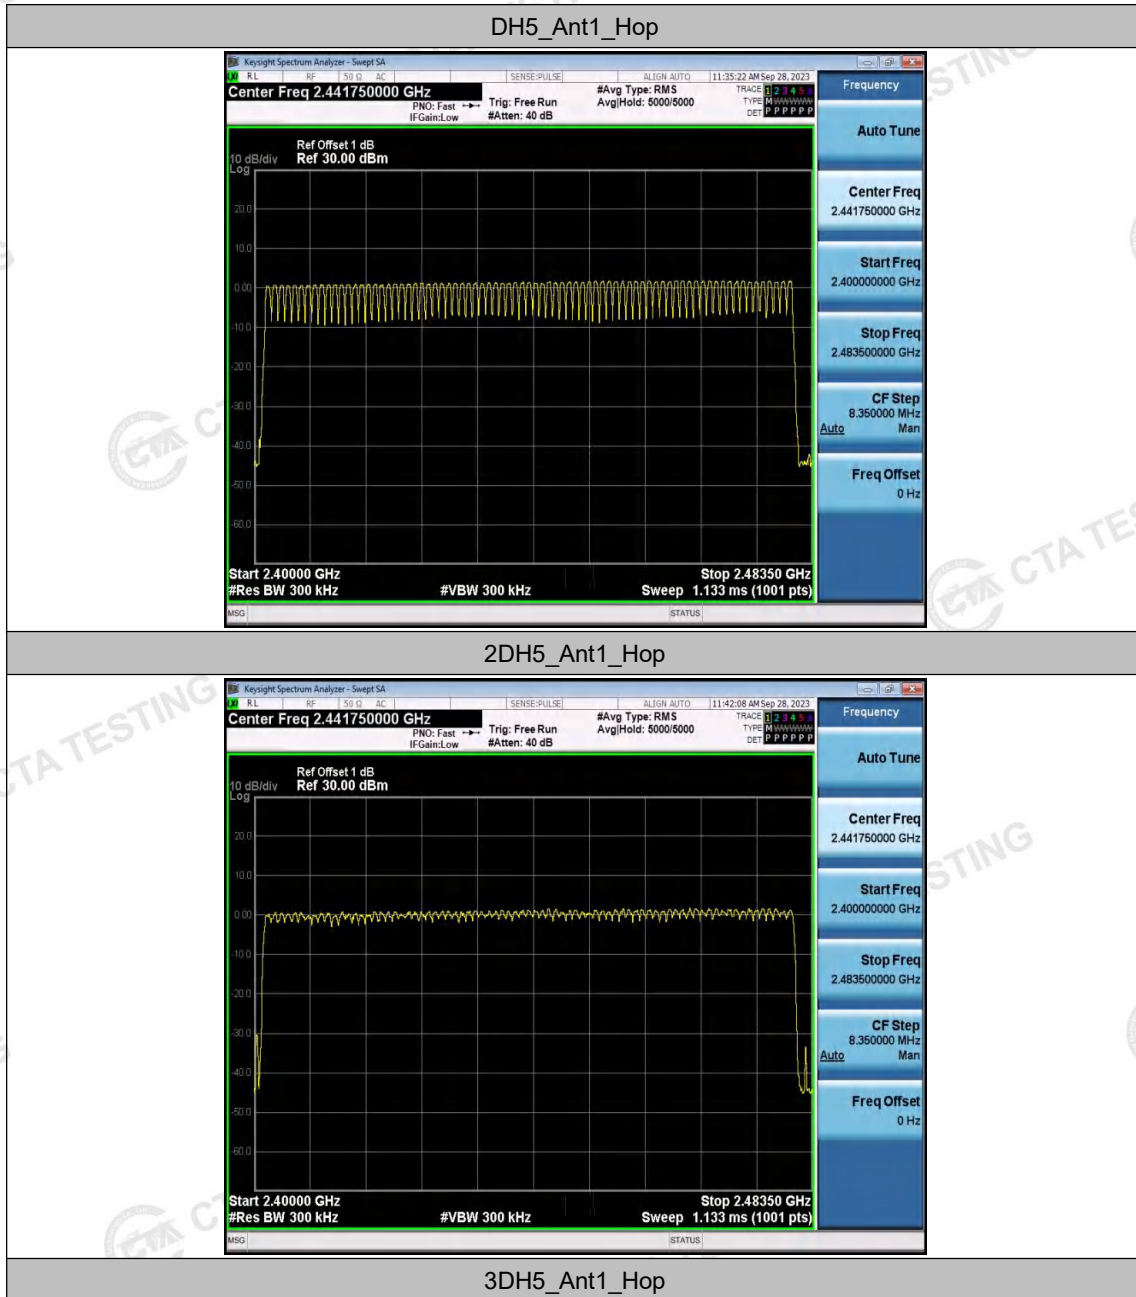 DH5_Ant1_Hop
Keysight Spectrum Analyzer - Swept SA
RL RF 50 Ω AC SENSE:PULSE ALIGN AUTO 11:35:22 AM Sep 28, 2023
Center Freq 2.441750000 GHz #Avg Type: RMS TRACE 1 2 3 4 5 6
PNO: Fast Trig: Free Run Avg|Hold: 5000/5000 TYPE M WWWWW
IFGain:Low #Atten: 40 dB DET P P P P P P
Ref Offset 1 dB
10 dB/div Ref 30.00 dBm
Log
20.0
10.0
0.00
-10.0
-20.0
-30.0
-40.0
-50.0
-60.0
Start 2.40000 GHz Stop 2.48350 GHz
#Res BW 300 kHz #VBW 300 kHz Sweep 1.133 ms (1001 pts)
MSG STATUS
Frequency
Auto Tune
Center Freq
2.441750000 GHz
Start Freq
2.400000000 GHz
Stop Freq
2.483500000 GHz
CF Step
8.350000 MHz
Auto Man
Freq Offset
0 Hz
2DH5_Ant1_Hop
Keysight Spectrum Analyzer - Swept SA
RL RF 50 Ω AC SENSE:PULSE ALIGN AUTO 11:42:08 AM Sep 28, 2023
Center Freq 2.441750000 GHz #Avg Type: RMS TRACE 1 2 3 4 5 6
PNO: Fast Trig: Free Run Avg|Hold: 5000/5000 TYPE M WWWWW
IFGain:Low #Atten: 40 dB DET P P P P P P
Ref Offset 1 dB
10 dB/div Ref 30.00 dBm
Log
20.0
10.0
0.00
-10.0
-20.0
-30.0
-40.0
-50.0
-60.0
Start 2.40000 GHz Stop 2.48350 GHz
#Res BW 300 kHz #VBW 300 kHz Sweep 1.133 ms (1001 pts)
MSG STATUS
Frequency
Auto Tune
Center Freq
2.441750000 GHz
Start Freq
2.400000000 GHz
Stop Freq
2.483500000 GHz
CF Step
8.350000 MHz
Auto Man
Freq Offset
0 Hz
3DH5_Ant1_Hop
CTA TESTING